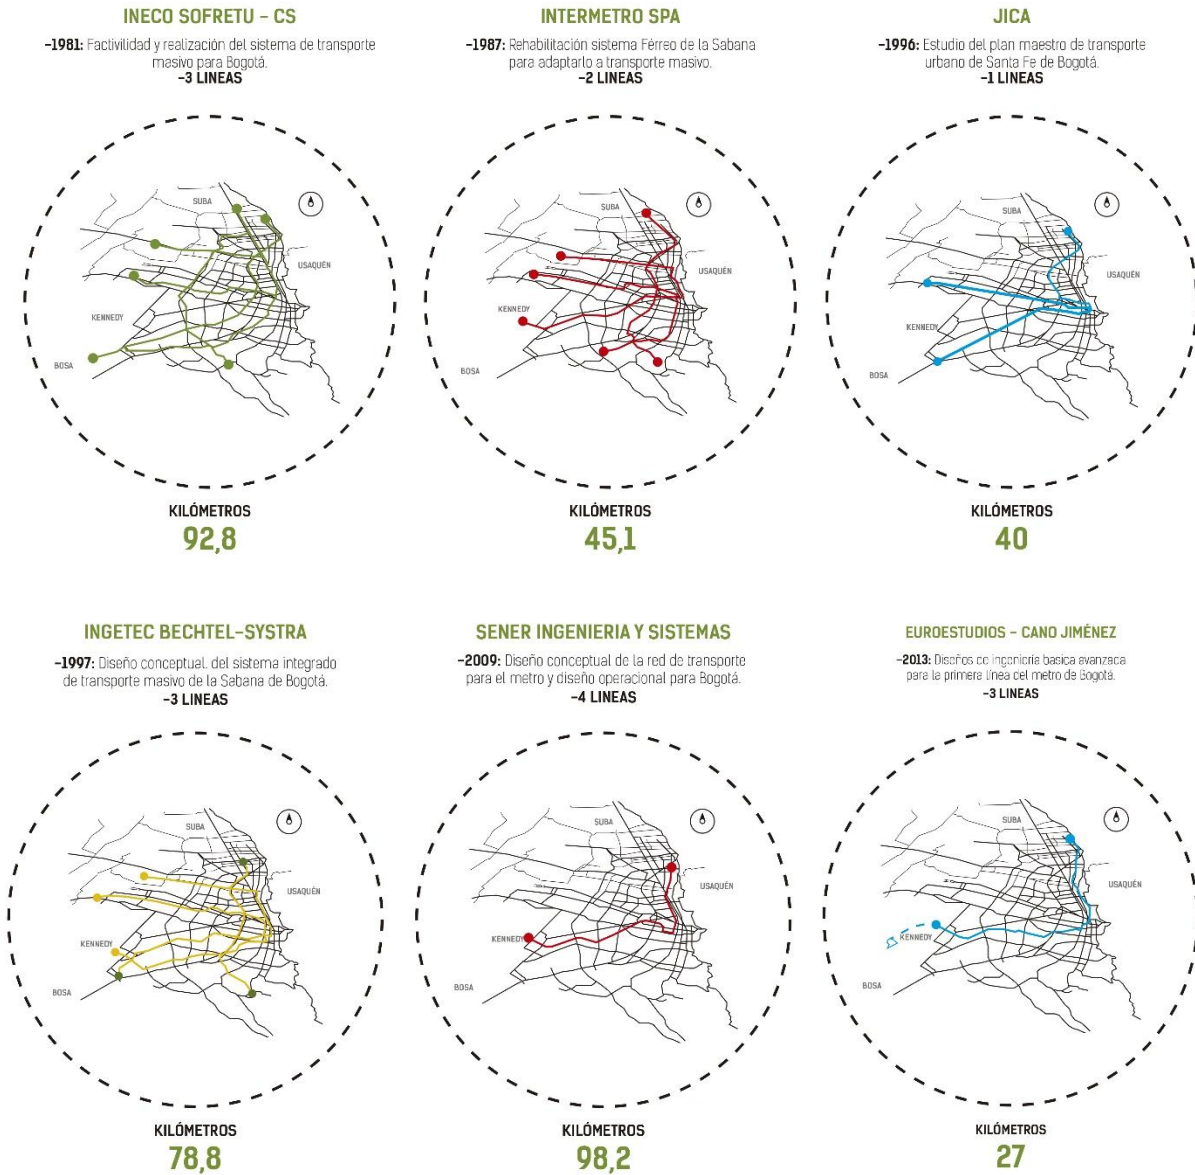 INECO SOFRETU - CS
-1981: Factivilidad y realización del sistema de transporte
masivo para Bogotá.
-3 LINEAS
SUBA
USAQUÉN
KENNEDY
BOSA
KILÓMETROS
92,8
INTERMETRO SPA
-1987: Rehabilitación sistema Férreo de la Sabana
para adaptarlo a transporte masivo.
-2 LINEAS
SUBA
USAQUÉN
KENNEDY
BOSA
KILÓMETROS
45,1
JICA
-1996: Estudio del plan maestro de transporte
urbano de Santa Fe de Bogotá.
-1 LINEAS
SUBA
USAQUÉN
KENNEDY
BOSA
KILÓMETROS
40
INGETEC BECHTEL-SYSTRA
-1997: Diseño conceptual. del sistema integrado
de transporte masivo de la Sabana de Bogotá.
-3 LINEAS
SUBA
USAQUÉN
KENNEDY
BOSA
KILÓMETROS
78,8
SENER INGENIERIA Y SISTEMAS
-2009: Diseño conceptual de la red de transporte
para el metro y diseño operacional para Bogotá.
-4 LINEAS
SUBA
USAQUÉN
KENNEDY
BOSA
KILÓMETROS
98,2
EUROESTUDIOS - CANO JIMÉNEZ
-2013: Diseños de ingeniería basica avanzada
para la primera línea del metro de Bogotá.
-3 LINEAS
SUBA
USAQUÉN
KENNEDY
BOSA
KILÓMETROS
27